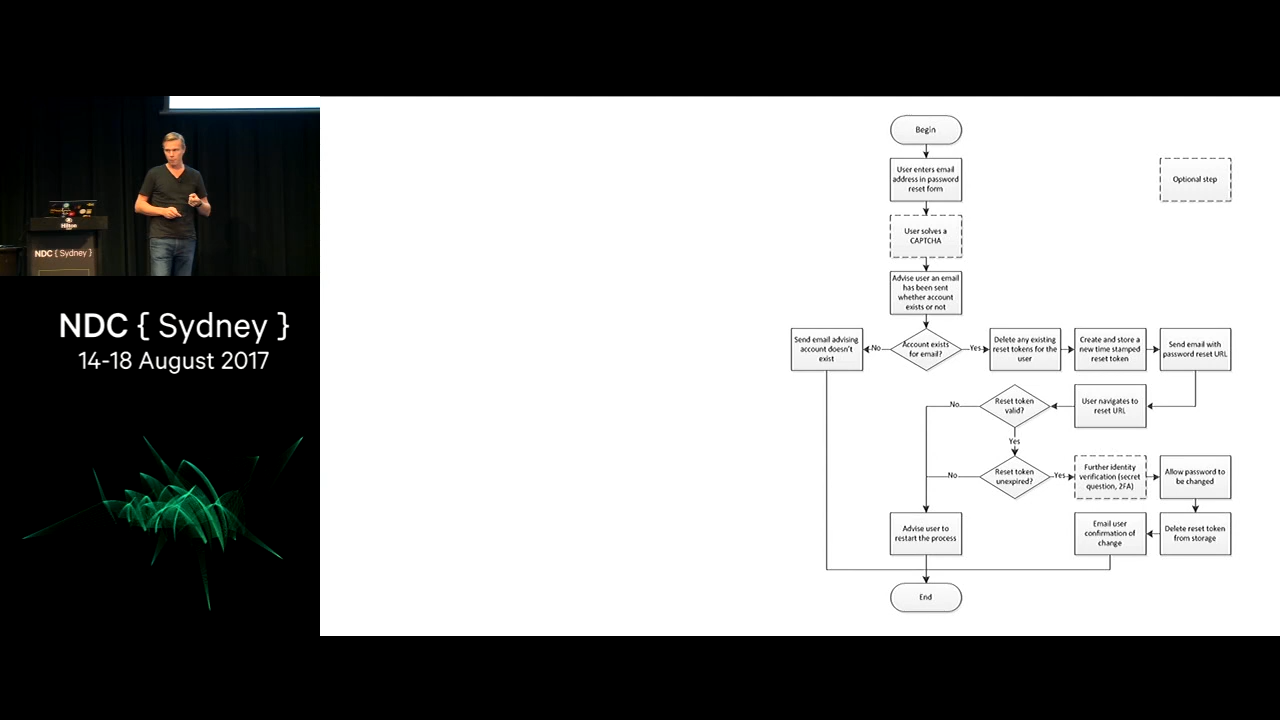 Hilton
NDC { Sydney }
NDC { Sydney }
14-18 August 2017
Begin
User enters email
address in password
reset form
Optional step
User solves a
CAPTCHA
Advise user an email
has been sent
whether account
exists or not
Send email advising
account doesn't
exist
No
Account exists
for email?
Yes
Delete any existing
reset tokens for the
user
Create and store a
new time stamped
reset token
Send email with
password reset URL
No
Reset token
valid?
User navigates to
reset URL
Yes
No
Reset token
unexpired?
Yes
Further identity
verification (secret
question, 2FA)
Allow password to
be changed
Advise user to
restart the process
Email user
confirmation of
change
Delete reset token
from storage
End